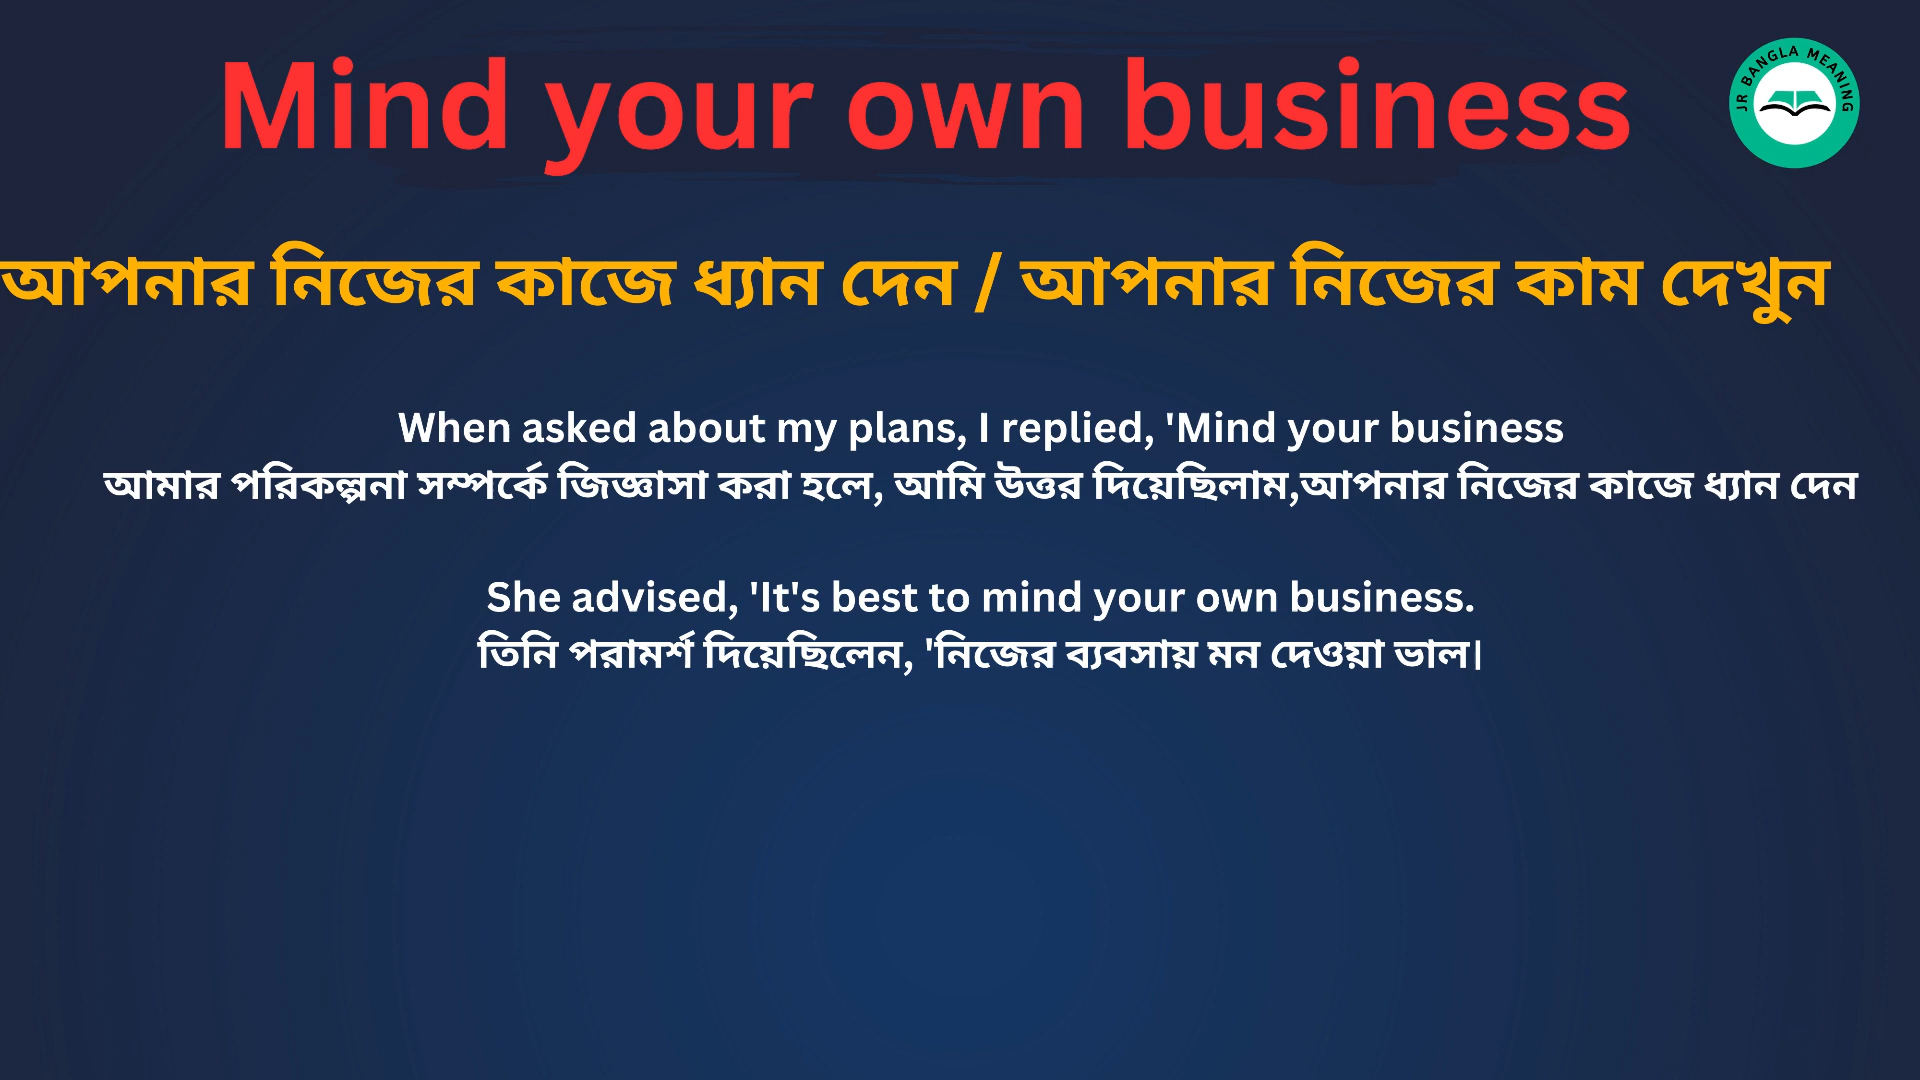 Mind your own business
JR BANGLA MEANING
আপনার নিজের কাজে ধ্যান দেন / আপনার নিজের কাম দেখুন
When asked about my plans, I replied, 'Mind your business
আমার পরিকল্পনা সম্পর্কে জিজ্ঞাসা করা হলে, আমি উত্তর দিয়েছিলাম,আপনার নিজের কাজে ধ্যান দেন
She advised, 'It's best to mind your own business.
তিনি পরামর্শ দিয়েছিলেন, 'নিজের ব্যবসায় মন দেওয়া ভাল।